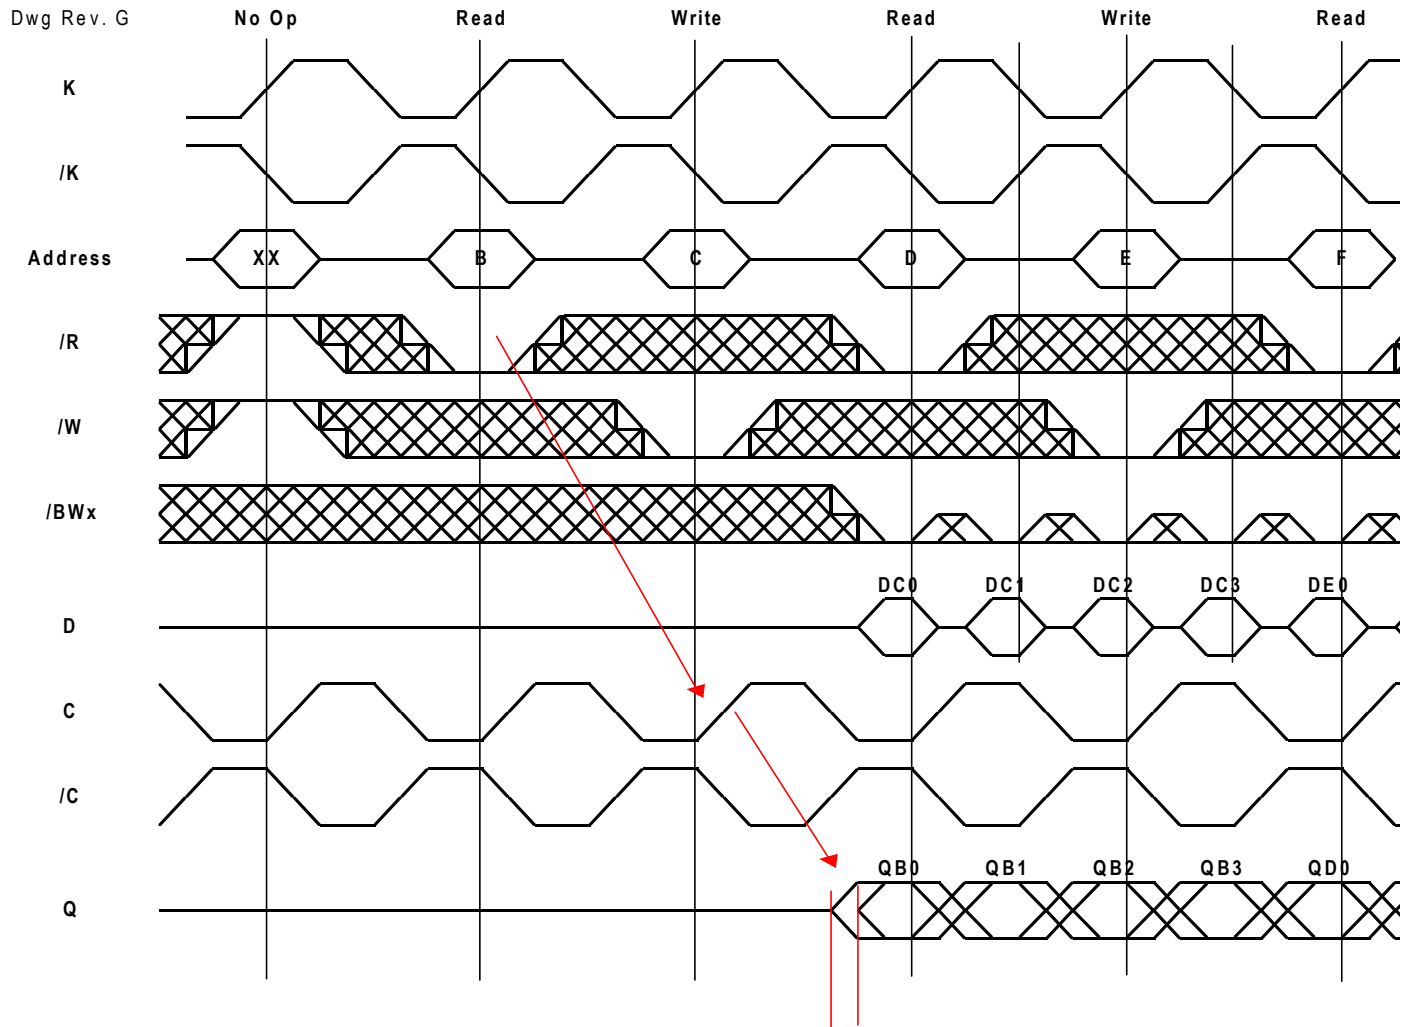 Dwg Rev. G No Op Read Write Read Write Read
K
/K
Address XX B C D E F
/R
/W
/BWx
DC0 DC1 DC2 DC3 DE0
D
C
/C
QB0 QB1 QB2 QB3 QD0
Q